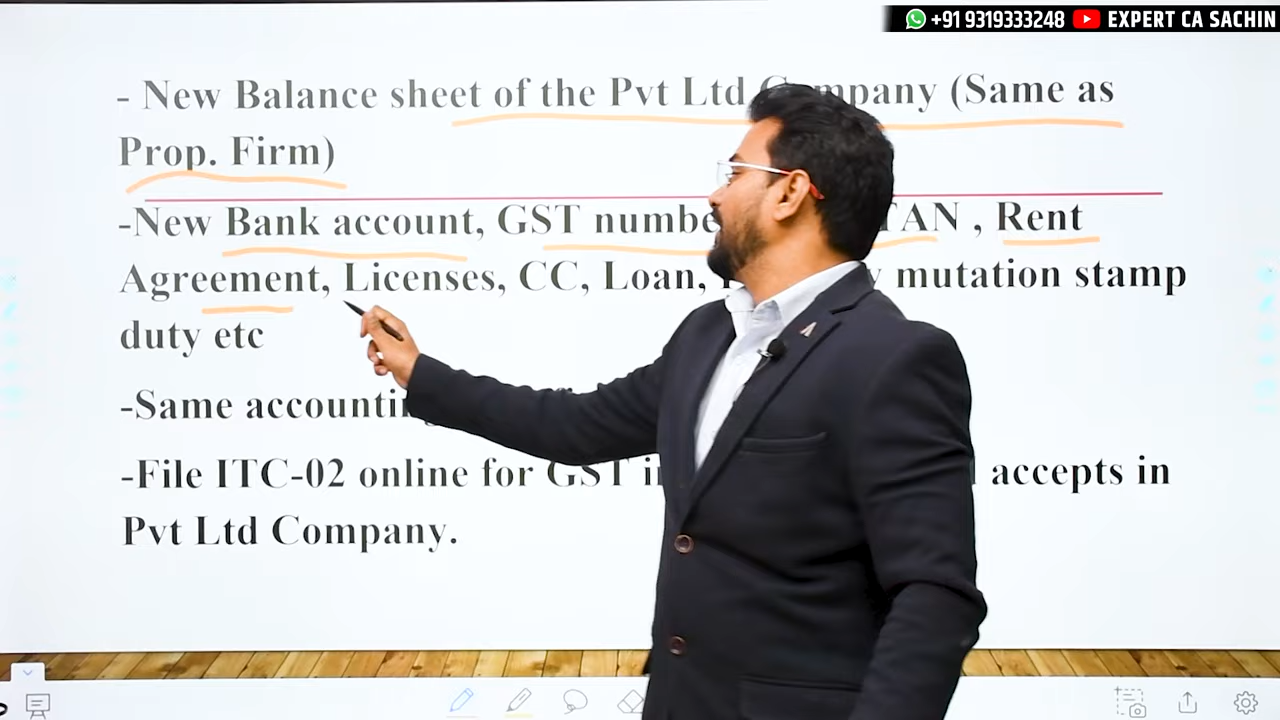 +91 9319333248 EXPERT CA SACHIN
- New Balance sheet of the Pvt Ltd Company (Same as
Prop. Firm)
-New Bank account, GST numbe TAN , Rent
Agreement, Licenses, CC, Loan, mutation stamp
duty etc
-Same accounti
-File ITC-02 online for GST accepts in
Pvt Ltd Company.